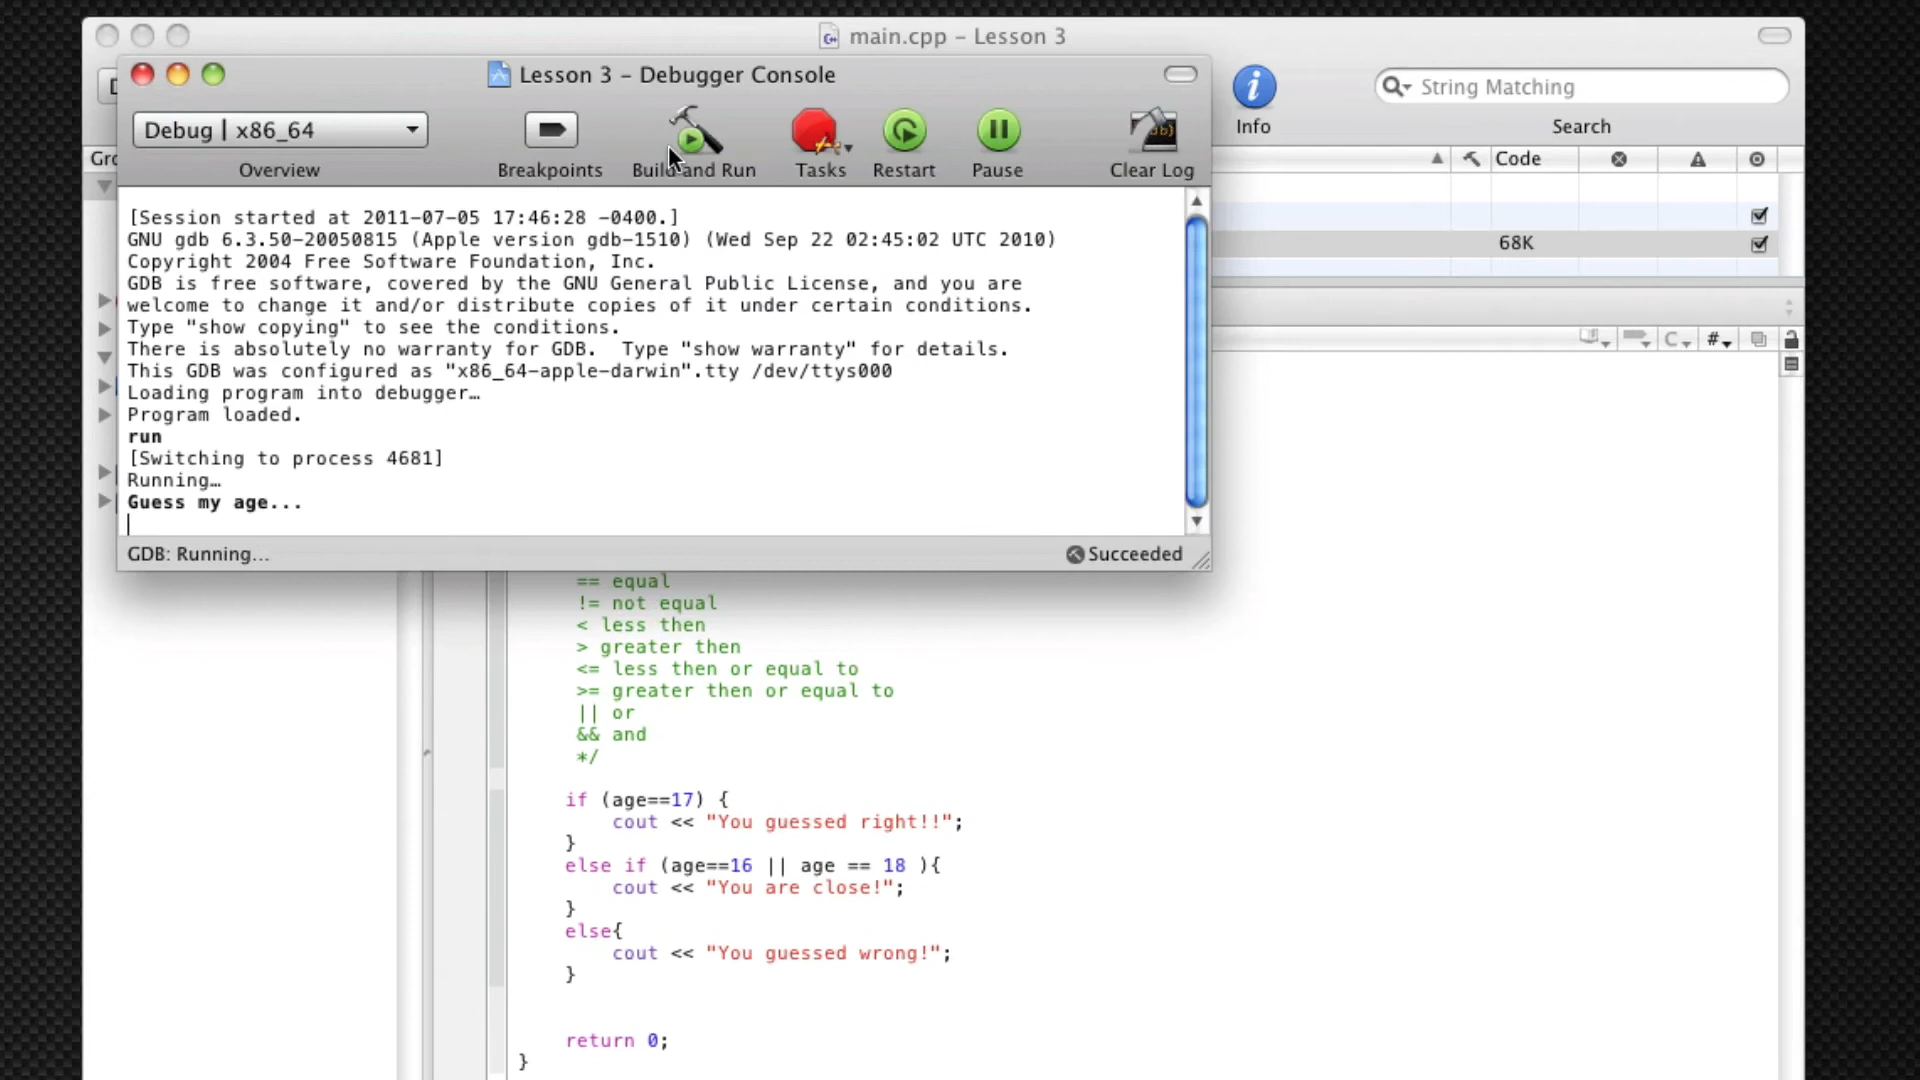 main.cpp – Lesson 3
Lesson 3 – Debugger Console
Debug | x86_64
Overview
Breakpoints
Build and Run
Tasks
Restart
Pause
Clear Log
Info
String Matching
Search
Gro
Code
68K
[Session started at 2011-07-05 17:46:28 -0400.]
GNU gdb 6.3.50-20050815 (Apple version gdb-1510) (Wed Sep 22 02:45:02 UTC 2010)
Copyright 2004 Free Software Foundation, Inc.
GDB is free software, covered by the GNU General Public License, and you are
welcome to change it and/or distribute copies of it under certain conditions.
Type "show copying" to see the conditions.
There is absolutely no warranty for GDB.  Type "show warranty" for details.
This GDB was configured as "x86_64-apple-darwin".tty /dev/ttys000
Loading program into debugger…
Program loaded.
run
[Switching to process 4681]
Running…
Guess my age...
GDB: Running…
Succeeded
C
#
== equal
!= not equal
< less then
> greater then
<= less then or equal to
>= greater then or equal to
|| or
&& and
*/
if (age==17) {
cout << "You guessed right!!";
}
else if (age==16 || age == 18 ){
cout << "You are close!";
}
else{
cout << "You guessed wrong!";
}
return 0;
}